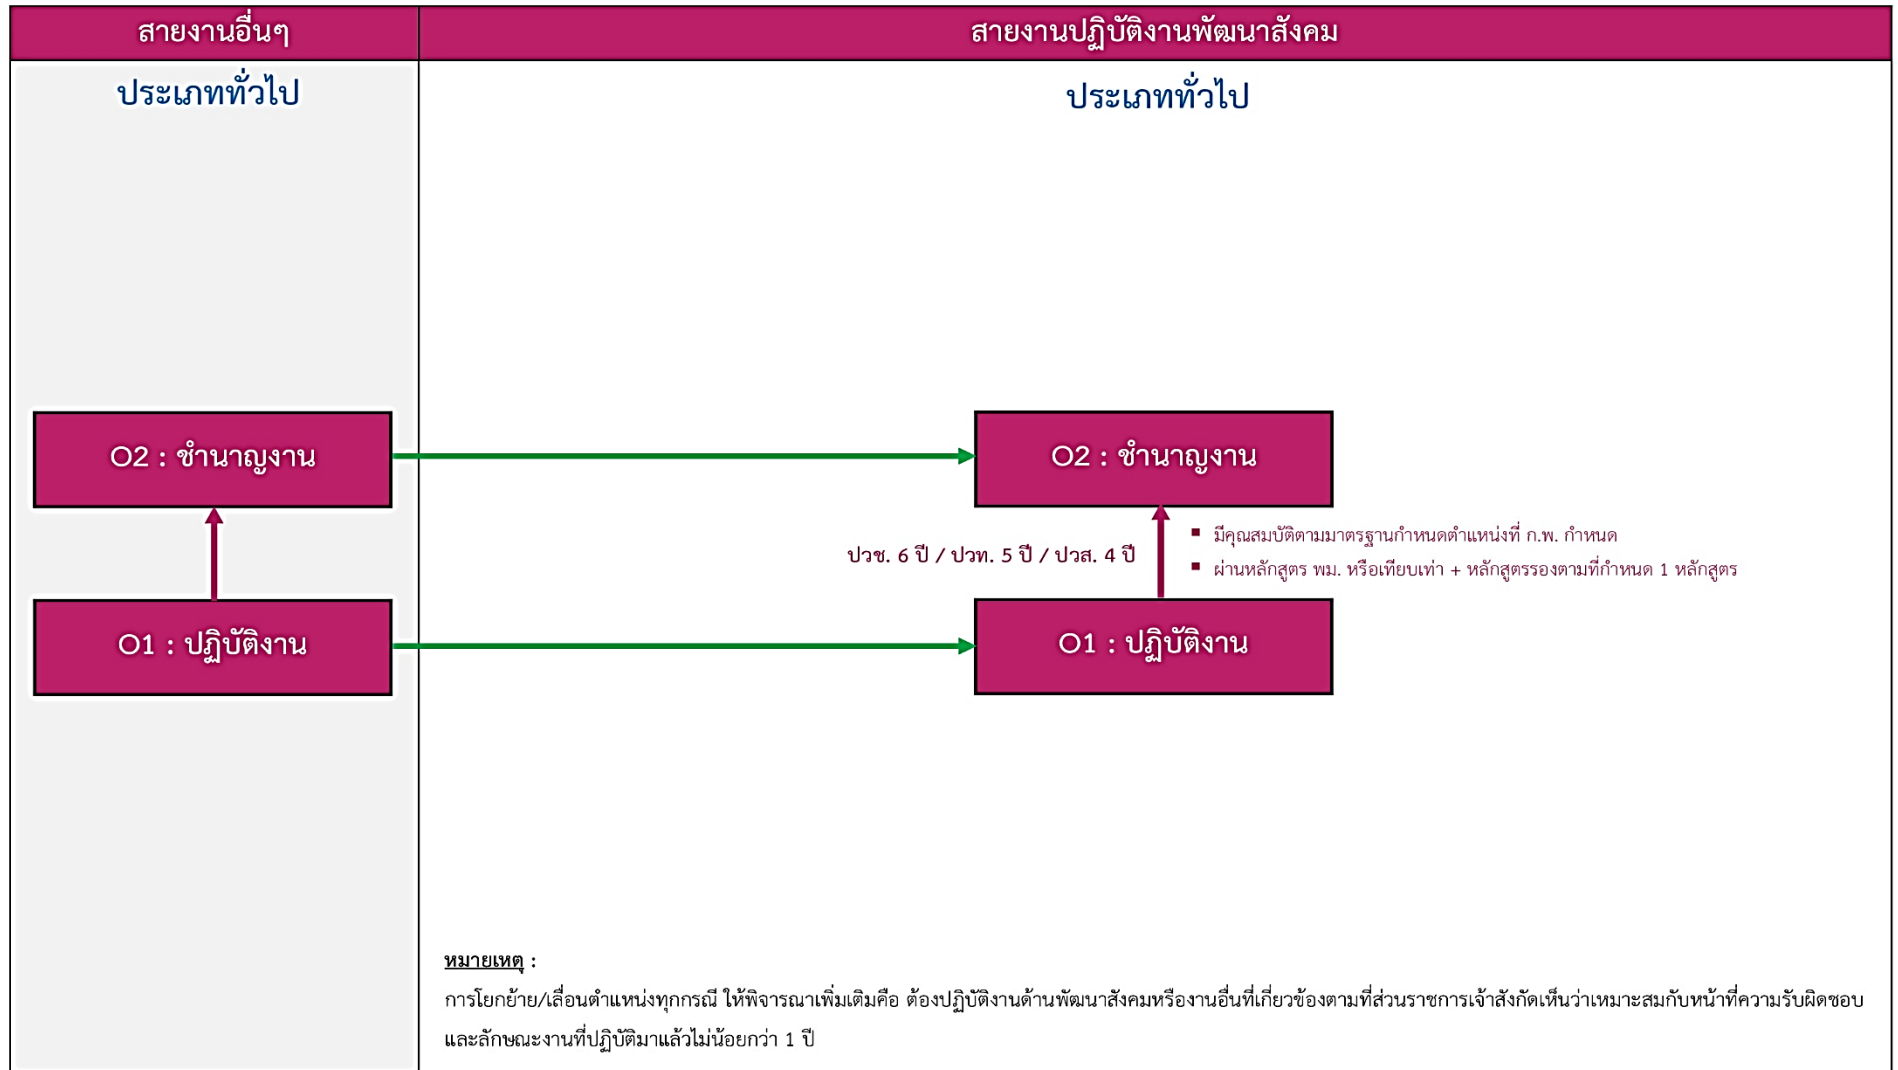 สายงานอื่นๆ
สายงานปฏิบัติงานพัฒนาสังคม
ประเภททั่วไป
ประเภททั่วไป
O2 : ชำนาญงาน
O2 : ชำนาญงาน
ปวช. 6 ปี / ปวท. 5 ปี / ปวส. 4 ปี
▪ มีคุณสมบัติตามมาตรฐานกำหนดตำแหน่งที่ ก.พ. กำหนด
▪ ผ่านหลักสูตร พม. หรือเทียบเท่า + หลักสูตรรองตามที่กำหนด 1 หลักสูตร
O1 : ปฏิบัติงาน
O1 : ปฏิบัติงาน
หมายเหตุ :
การโยกย้าย/เลื่อนตำแหน่งทุกกรณี ให้พิจารณาเพิ่มเติมคือ ต้องปฏิบัติงานด้านพัฒนาสังคมหรืองานอื่นที่เกี่ยวข้องตามที่ส่วนราชการเจ้าสังกัดเห็นว่าเหมาะสมกับหน้าที่ความรับผิดชอบ
และลักษณะงานที่ปฏิบัติมาแล้วไม่น้อยกว่า 1 ปี